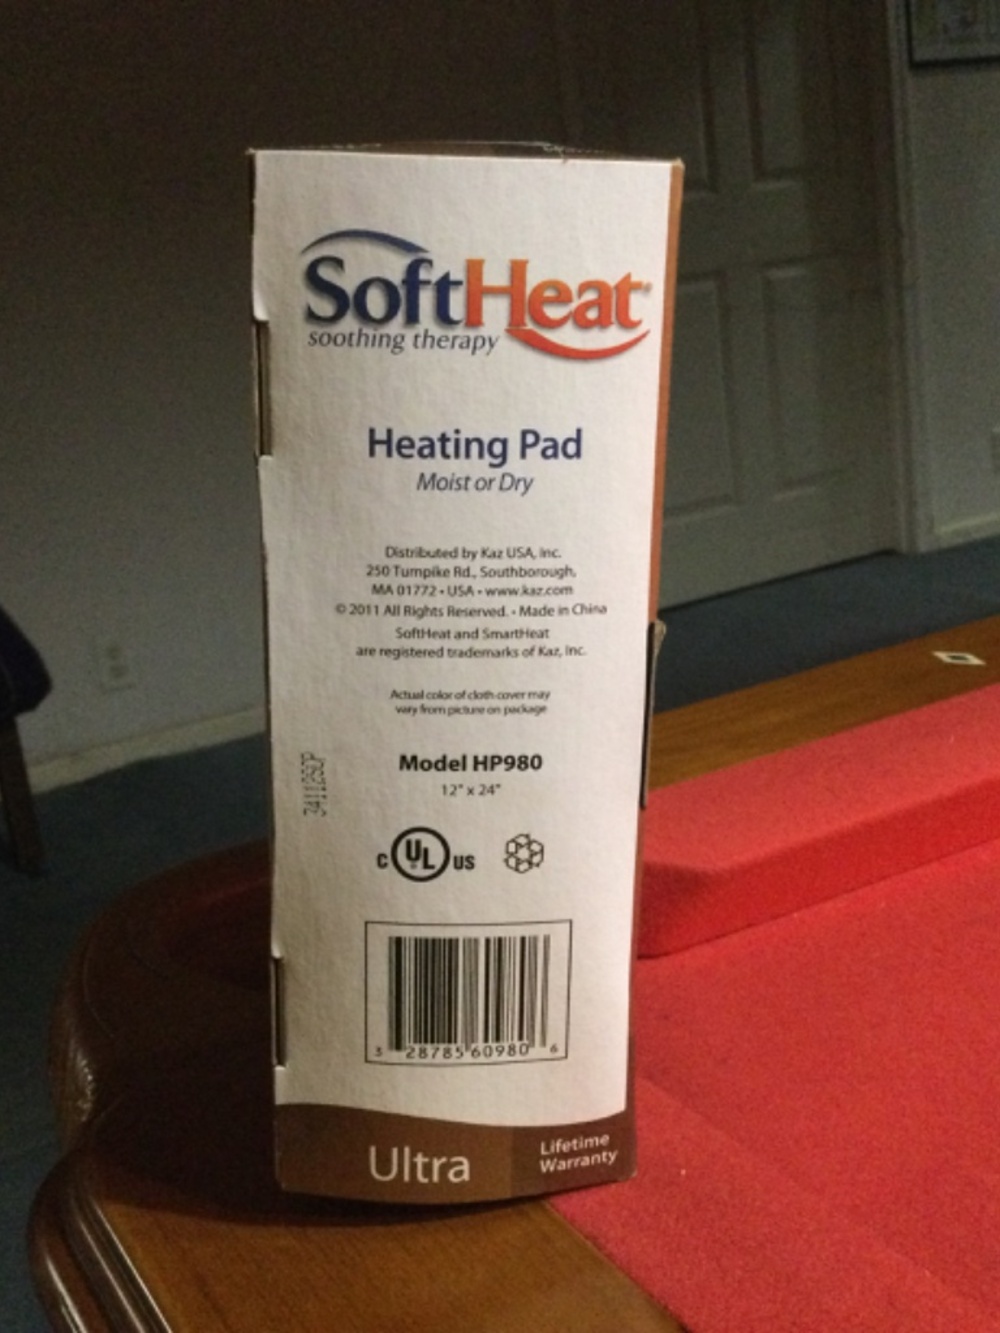 SoftHeat
soothing therapy
Heating Pad
Moist or Dry
Distributed by Kaz USA, Inc.
250 Turnpike Rd., Southborough,
MA 01772 • USA • www.kaz.com
© 2011 All Rights Reserved. • Made in China
SoftHeat and SmartHeat
are registered trademarks of Kaz, Inc.
Actual color of cloth cover may
vary from picture on package
Model HP980
12" x 24"
C UL US
3 28785 60980 6
Ultra
Lifetime
Warranty